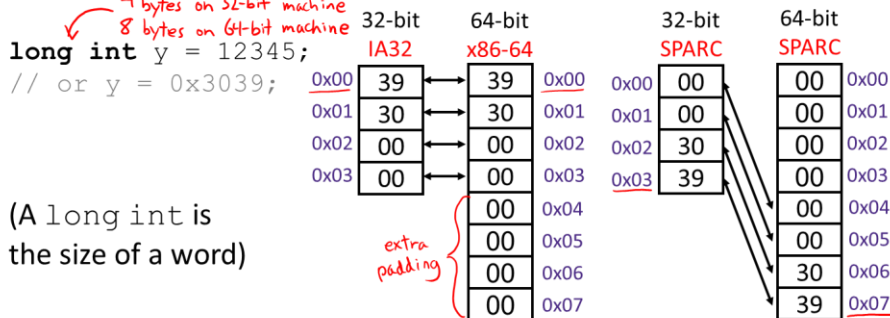 4 bytes on 32-bit machine
8 bytes on 64-bit machine
long int y = 12345;
// or y = 0x3039;
(A long int is
the size of a word)
32-bit 64-bit 32-bit 64-bit
IA32 x86-64 SPARC SPARC
0x00 39 39 0x00 0x00 00 00 0x00
0x01 30 30 0x01 0x01 00 00 0x01
0x02 00 00 0x02 0x02 30 00 0x02
0x03 00 00 0x03 0x03 39 00 0x03
00 0x04 00 0x04
00 0x05 00 0x05
00 0x06 30 0x06
00 0x07 39 0x07
extra
padding